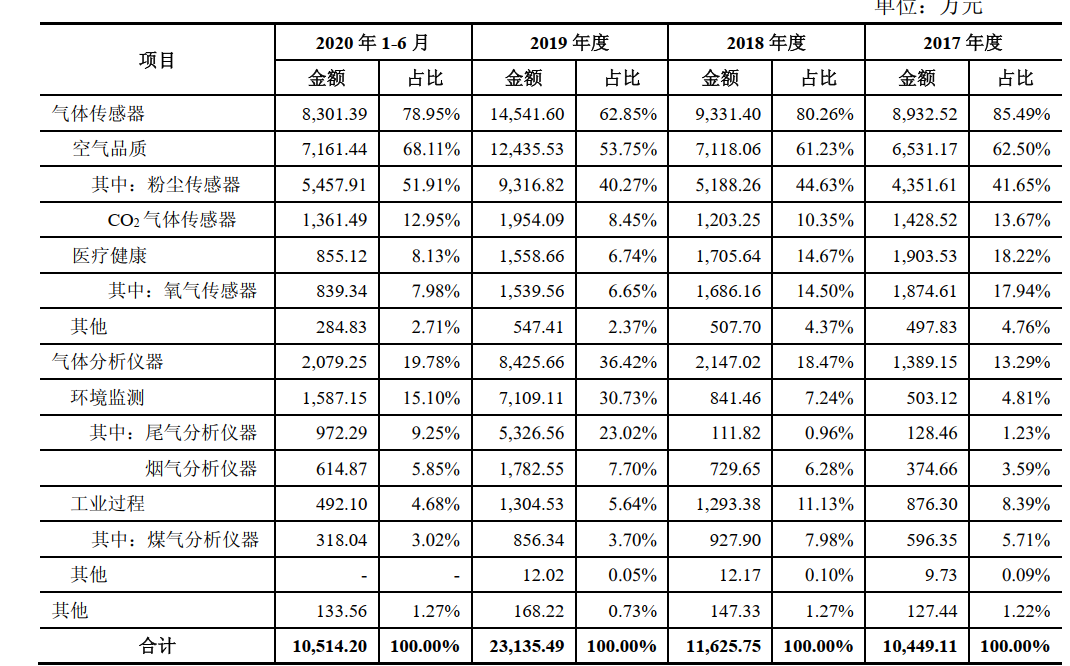 单位：万元
项目 2020 年 1-6 月 2019 年度 2018 年度 2017 年度
金额 占比 金额 占比 金额 占比 金额 占比
气体传感器 8,301.39 78.95% 14,541.60 62.85% 9,331.40 80.26% 8,932.52 85.49%
空气品质 7,161.44 68.11% 12,435.53 53.75% 7,118.06 61.23% 6,531.17 62.50%
其中：粉尘传感器 5,457.91 51.91% 9,316.82 40.27% 5,188.26 44.63% 4,351.61 41.65%
CO2 气体传感器 1,361.49 12.95% 1,954.09 8.45% 1,203.25 10.35% 1,428.52 13.67%
医疗健康 855.12 8.13% 1,558.66 6.74% 1,705.64 14.67% 1,903.53 18.22%
其中：氧气传感器 839.34 7.98% 1,539.56 6.65% 1,686.16 14.50% 1,874.61 17.94%
其他 284.83 2.71% 547.41 2.37% 507.70 4.37% 497.83 4.76%
气体分析仪器 2,079.25 19.78% 8,425.66 36.42% 2,147.02 18.47% 1,389.15 13.29%
环境监测 1,587.15 15.10% 7,109.11 30.73% 841.46 7.24% 503.12 4.81%
其中：尾气分析仪器 972.29 9.25% 5,326.56 23.02% 111.82 0.96% 128.46 1.23%
烟气分析仪器 614.87 5.85% 1,782.55 7.70% 729.65 6.28% 374.66 3.59%
工业过程 492.10 4.68% 1,304.53 5.64% 1,293.38 11.13% 876.30 8.39%
其中：煤气分析仪器 318.04 3.02% 856.34 3.70% 927.90 7.98% 596.35 5.71%
其他 - - 12.02 0.05% 12.17 0.10% 9.73 0.09%
其他 133.56 1.27% 168.22 0.73% 147.33 1.27% 127.44 1.22%
合计 10,514.20 100.00% 23,135.49 100.00% 11,625.75 100.00% 10,449.11 100.00%